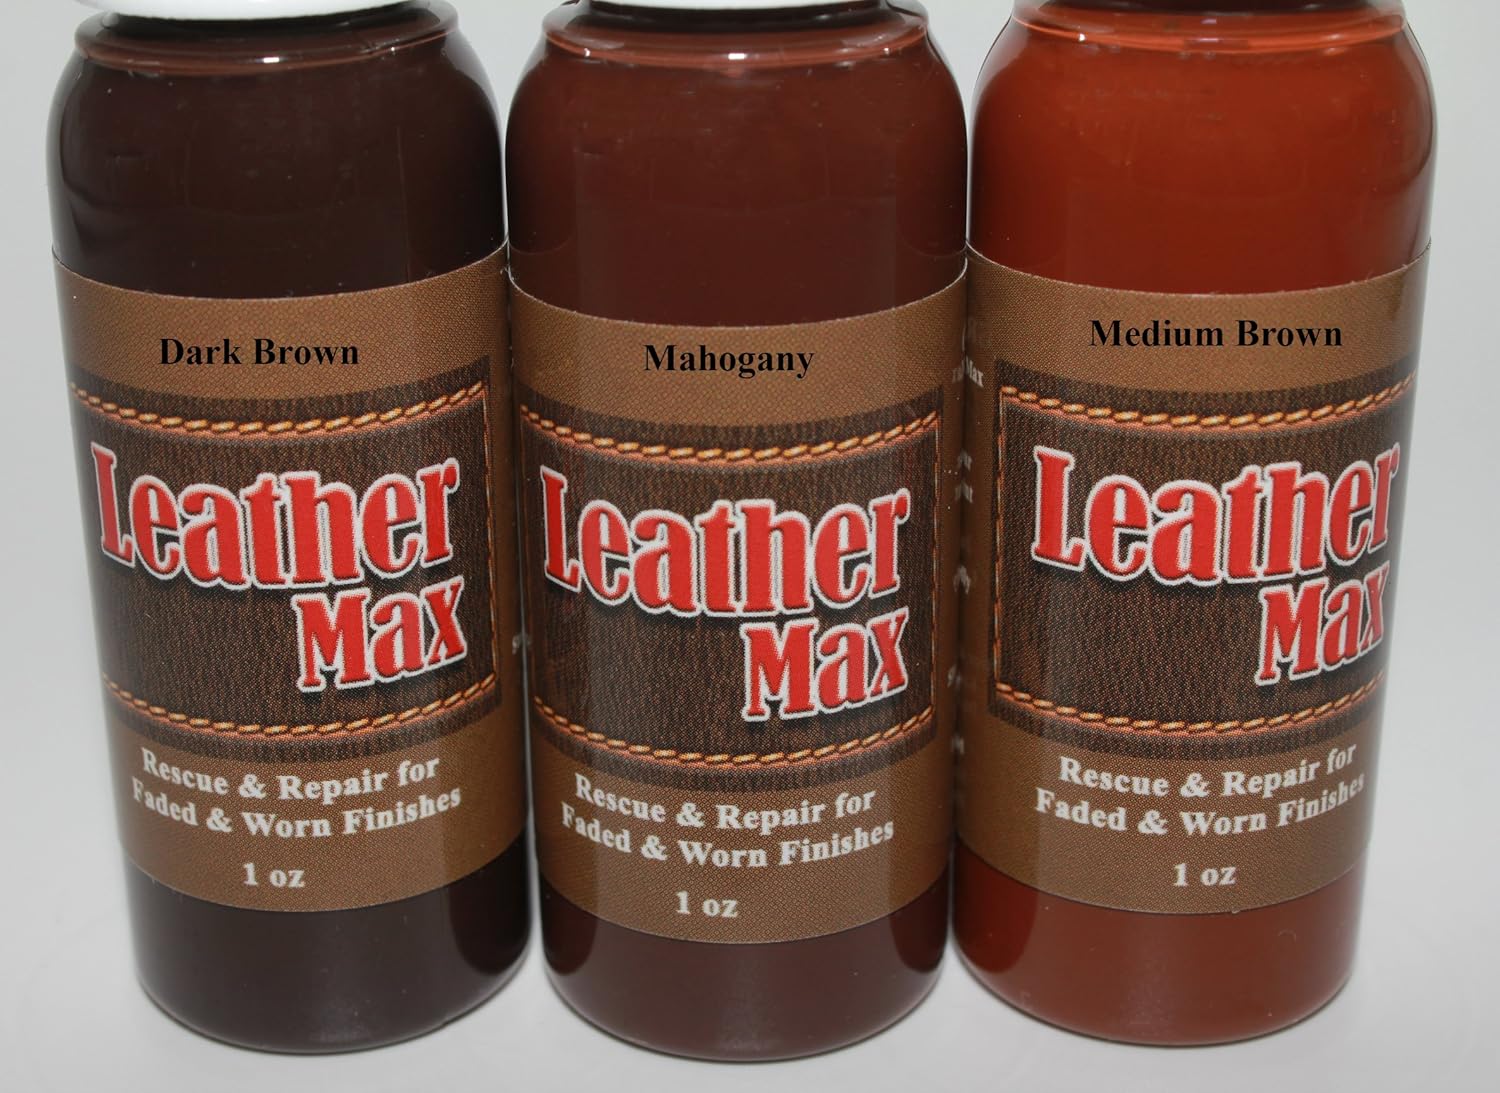 Dark Brown
Leather
Max
Rescue & Repair for
Faded & Worn Finishes
1 oz
Mahogany
Leather
Max
Rescue & Repair for
Faded & Worn Finishes
1 oz
Medium Brown
Leather
Max
Rescue & Repair for
Faded & Worn Finishes
1 oz